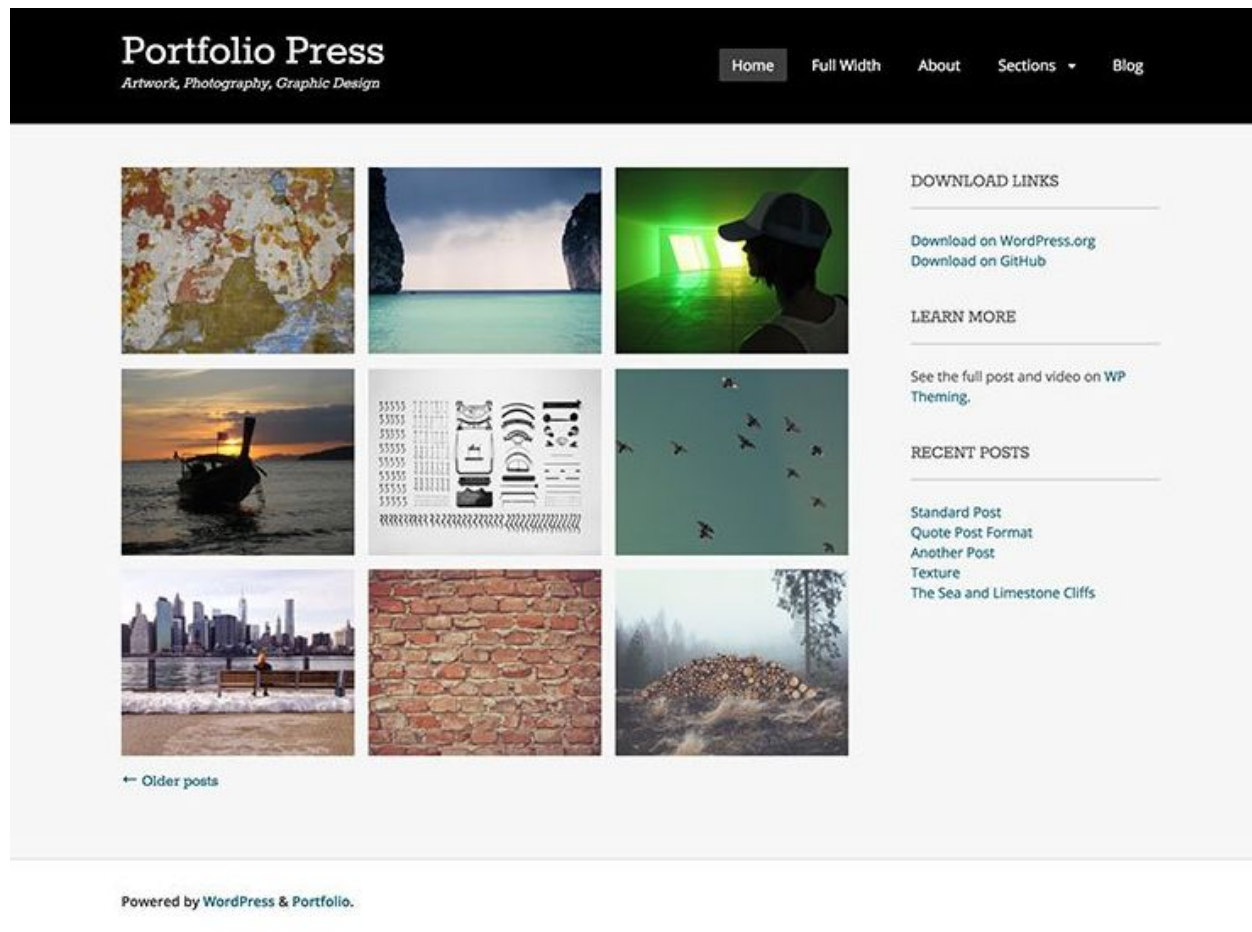 Portfolio Press
Artwork, Photography, Graphic Design
Home
Full Width
About
Sections
Blog
DOWNLOAD LINKS
Download on WordPress.org
Download on GitHub
LEARN MORE
See the full post and video on WP
Theming.
RECENT POSTS
Standard Post
Quote Post Format
Another Post
Texture
The Sea and Limestone Cliffs
← Older posts
Powered by WordPress & Portfolio.